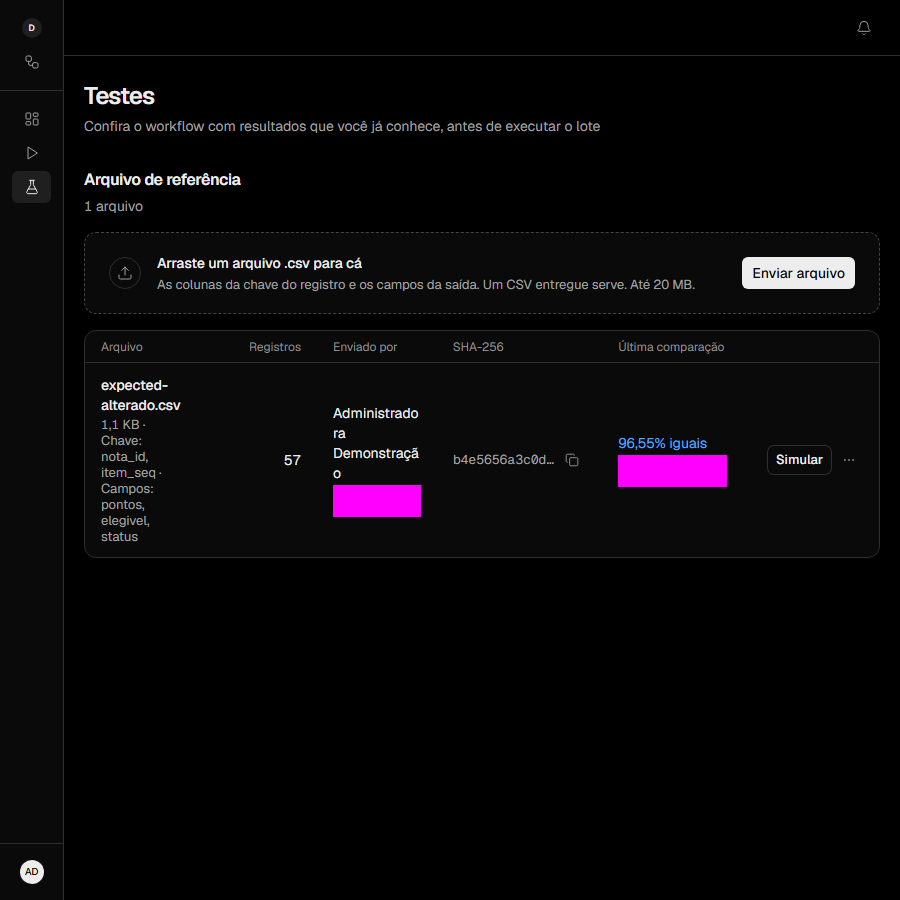 D
Testes
Confira o workflow com resultados que você já conhece, antes de executar o lote
Arquivo de referência
1 arquivo
Arraste um arquivo .csv para cá
As colunas da chave do registro e os campos da saída. Um CSV entregue serve. Até 20 MB.
Enviar arquivo
Arquivo
Registros
Enviado por
SHA-256
Última comparação
expected-
alterado.csv
1,1 KB ·
Chave:
nota_id,
item_seq ·
Campos:
pontos,
elegivel,
status
57
Administrado
ra
Demonstraçã
o
b4e5656a3c0d…
96,55% iguais
Simular
AD